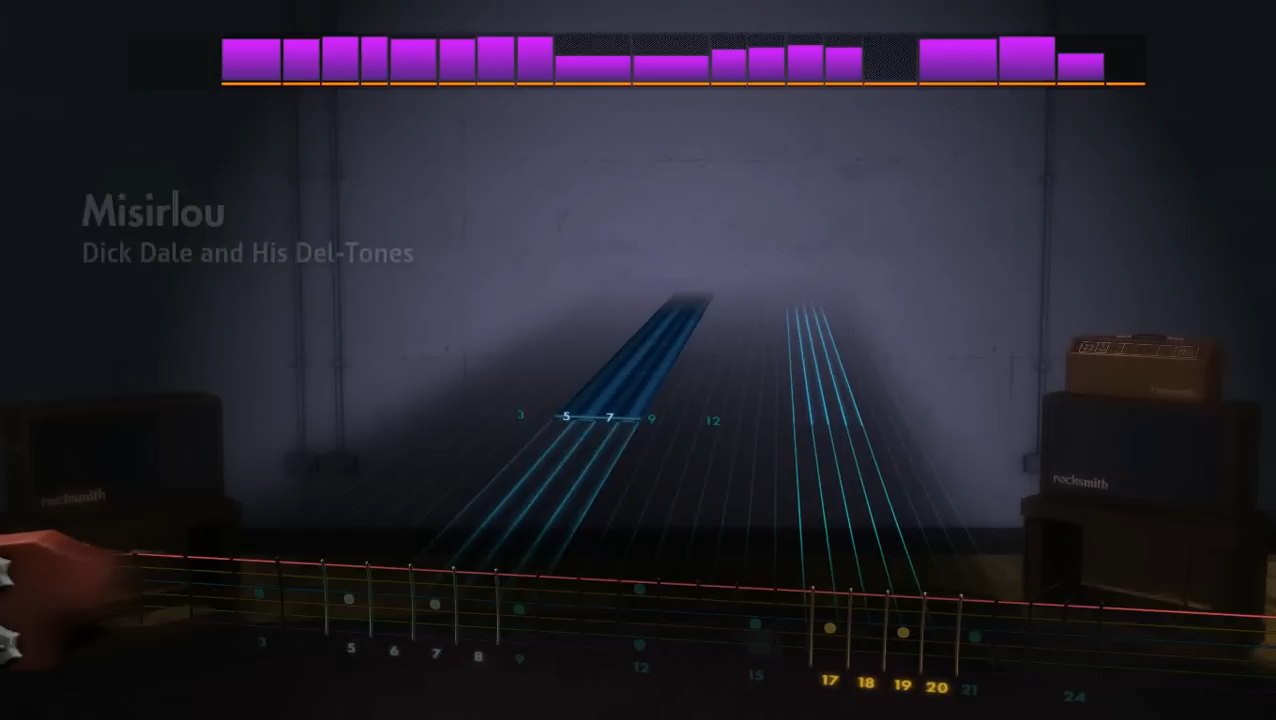 Misirlou
Dick Dale and His Del-Tones
3 5 7 9 12
rocksmith
rocksmith
3 5 6 7 8 9 12 15 17 18 19 20 21 24